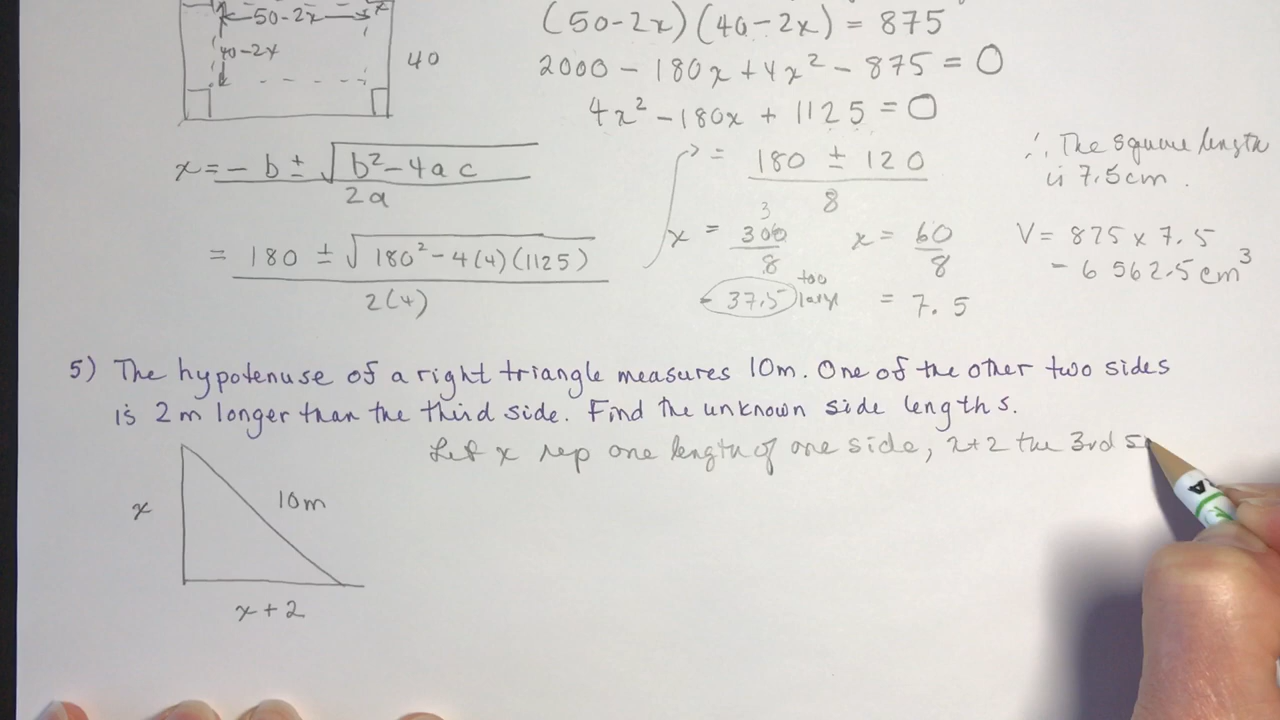 50-2x x
40-2x
40
(50-2x)(40-2x) = 875
2000 - 180x + 4x² - 875 = 0
4x² - 180x + 1125 = 0
x = -b ± √b²-4ac
2a
= 180 ± √180²-4(4)(1125)
2(4)
= 180 ± 120
8
x = 300
8
3
37.5 too large
x = 60
8
= 7.5
∴ The square length
is 7.5cm.
V = 875 x 7.5
- 6 562.5 cm³
5) The hypotenuse of a right triangle measures 10m. One of the other two sides
is 2m longer than the third side. Find the unknown side lengths.
Let x rep one length of one side, x+2 the 3rd s
x
10m
x + 2